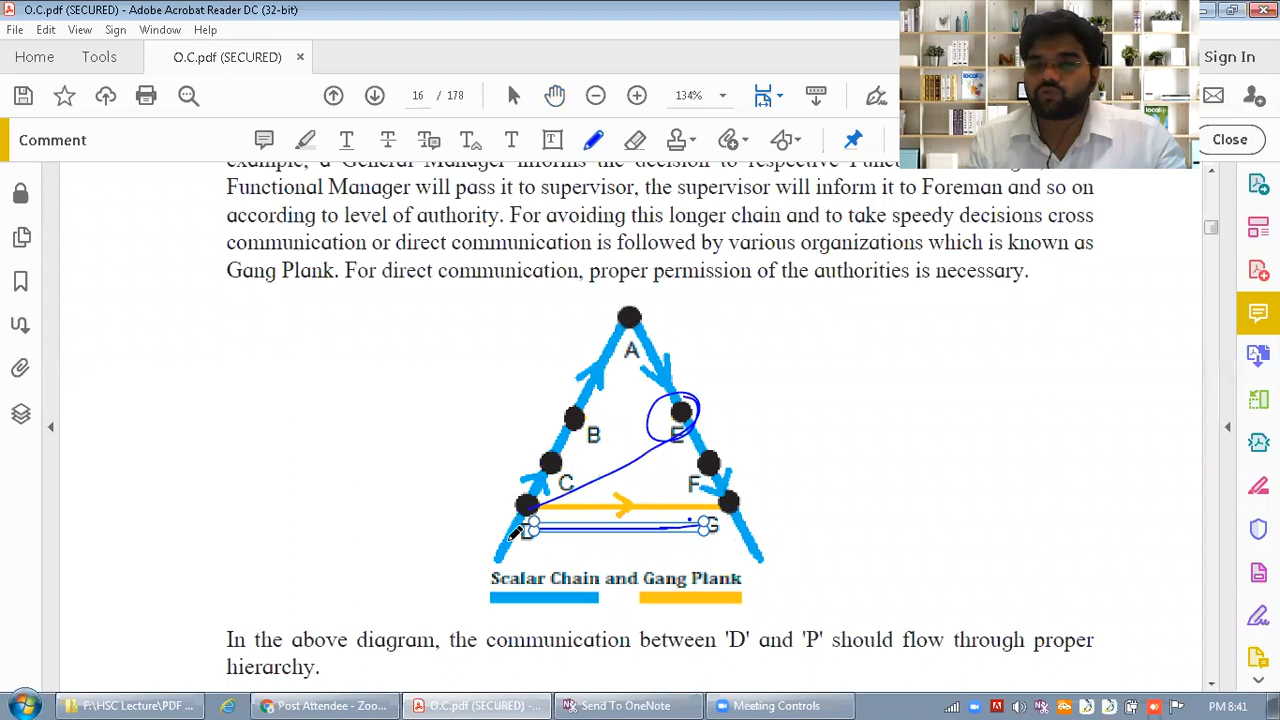 O.C.pdf (SECURED) - Adobe Acrobat Reader DC (32-bit)
File Edit View Sign Window Help
Home Tools O.C.pdf (SECURED) × Sign In
16 / 178 134%
Comment Close
Functional Manager will pass it to supervisor, the supervisor will inform it to Foreman and so on
according to level of authority. For avoiding this longer chain and to take speedy decisions cross
communication or direct communication is followed by various organizations which is known as
Gang Plank. For direct communication, proper permission of the authorities is necessary.
A
B E
C F
D G
Scalar Chain and Gang Plank
In the above diagram, the communication between 'D' and 'P' should flow through proper
hierarchy.
F:\HSC Lecture\PDF ... Post Attendee - Zoo... O.C.pdf (SECURED) - ... Send To OneNote Meeting Controls PM 8:41